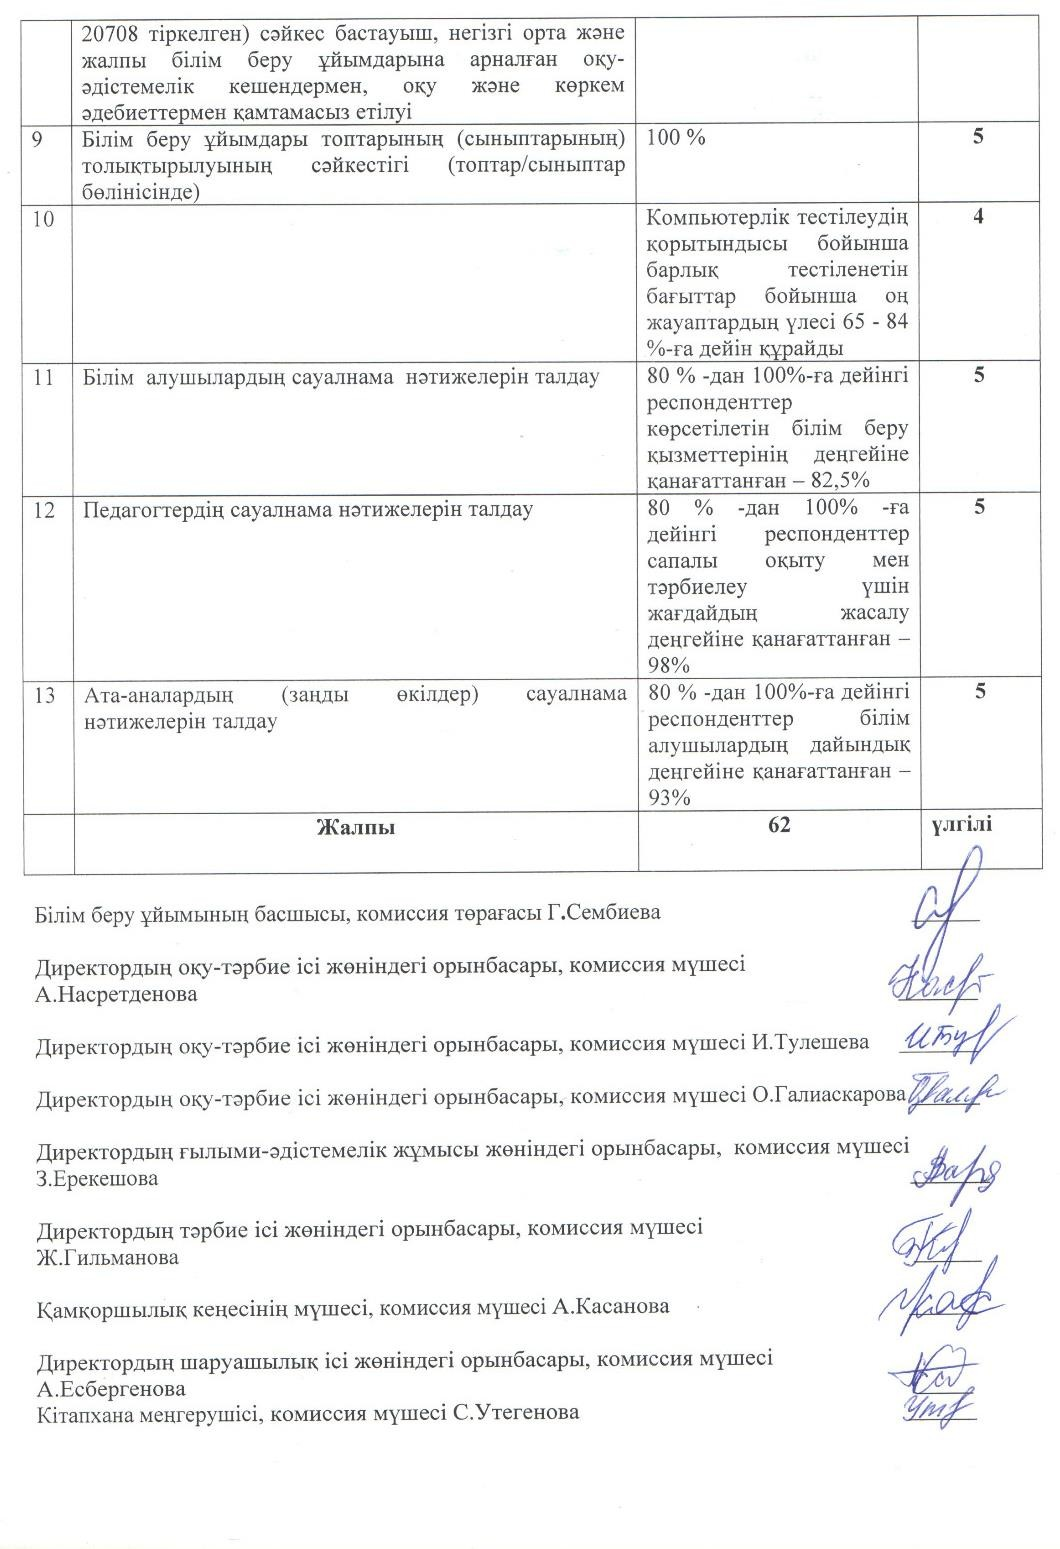 20708 тіркелген) сәйкес бастауыш, негізгі орта және
жалпы білім беру ұйымдарына арналған оқу-
әдістемелік кешендермен, оқу және көркем
әдебиеттермен қамтамасыз етілуі
9 Білім беру ұйымдары топтарының (сыныптарының) 100 % 5
толықтырылуының сәйкестігі (топтар/сыныптар
бөлінісінде)
10 Компьютерлік тестілеудің 4
қорытындысы бойынша
барлық тестіленетін
бағыттар бойынша оң
жауаптардың үлесі 65 - 84
%-ға дейін құрайды
11 Білім алушылардың сауалнама нәтижелерін талдау 80 % -дан 100%-ға дейінгі 5
респонденттер
көрсетілетін білім беру
қызметтерінің деңгейіне
қанағаттанған – 82,5%
12 Педагогтердің сауалнама нәтижелерін талдау 80 % -дан 100% -ға 5
дейінгі респонденттер
сапалы оқыту мен
тәрбиелеу үшін
жағдайдың жасалу
деңгейіне қанағаттанған –
98%
13 Ата-аналардың (заңды өкілдер) сауалнама 80 % -дан 100%-ға дейінгі 5
нәтижелерін талдау респонденттер білім
алушылардың дайындық
деңгейіне қанағаттанған –
93%
Жалпы 62 үлгілі
Білім беру ұйымының басшысы, комиссия төрағасы Г.Сембиева
Директордың оқу-тәрбие ісі жөніндегі орынбасары, комиссия мүшесі
А.Насретденова
Директордың оқу-тәрбие ісі жөніндегі орынбасары, комиссия мүшесі И.Тулешева
Директордың оқу-тәрбие ісі жөніндегі орынбасары, комиссия мүшесі О.Галиаскарова
Директордың ғылыми-әдістемелік жұмысы жөніндегі орынбасары, комиссия мүшесі
З.Ерекешова
Директордың тәрбие ісі жөніндегі орынбасары, комиссия мүшесі
Ж.Гильманова
Қамқоршылық кеңесінің мүшесі, комиссия мүшесі А.Касанова
Директордың шаруашылық ісі жөніндегі орынбасары, комиссия мүшесі
А.Есбергенова
Кітапхана меңгерушісі, комиссия мүшесі С.Утегенова